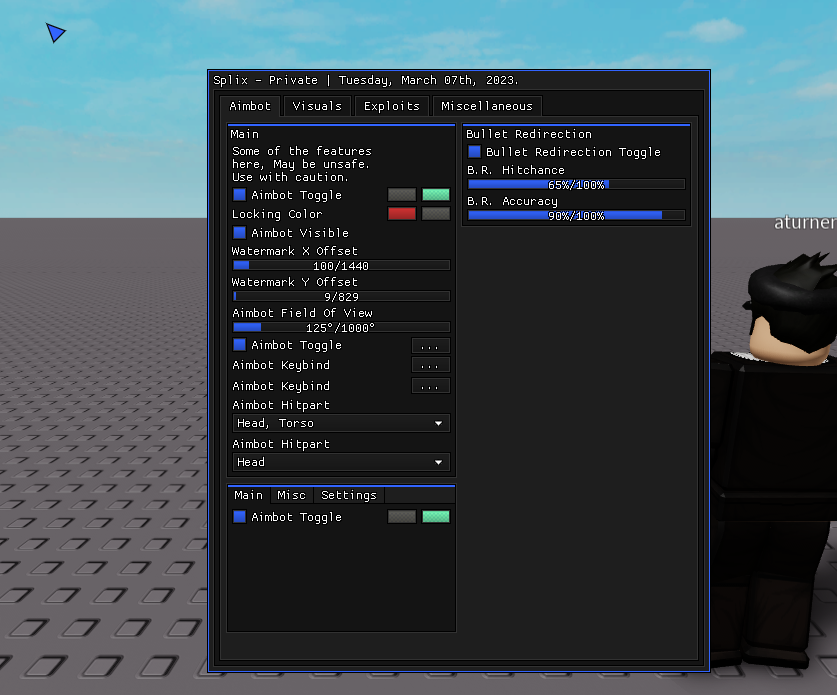 Splix - Private | Tuesday, March 07th, 2023.
Aimbot Visuals Exploits Miscellaneous
Main
Some of the features
here, May be unsafe.
Use with caution.
Aimbot Toggle
Locking Color
Aimbot Visible
Watermark X Offset
100/1440
Watermark Y Offset
9/829
Aimbot Field Of View
125°/1000°
Aimbot Toggle ...
Aimbot Keybind ...
Aimbot Keybind ...
Aimbot Hitpart
Head, Torso
Aimbot Hitpart
Head
Main Misc Settings
Aimbot Toggle
Bullet Redirection
Bullet Redirection Toggle
B.R. Hitchance
65%/100%
B.R. Accuracy
90%/100%
aturner